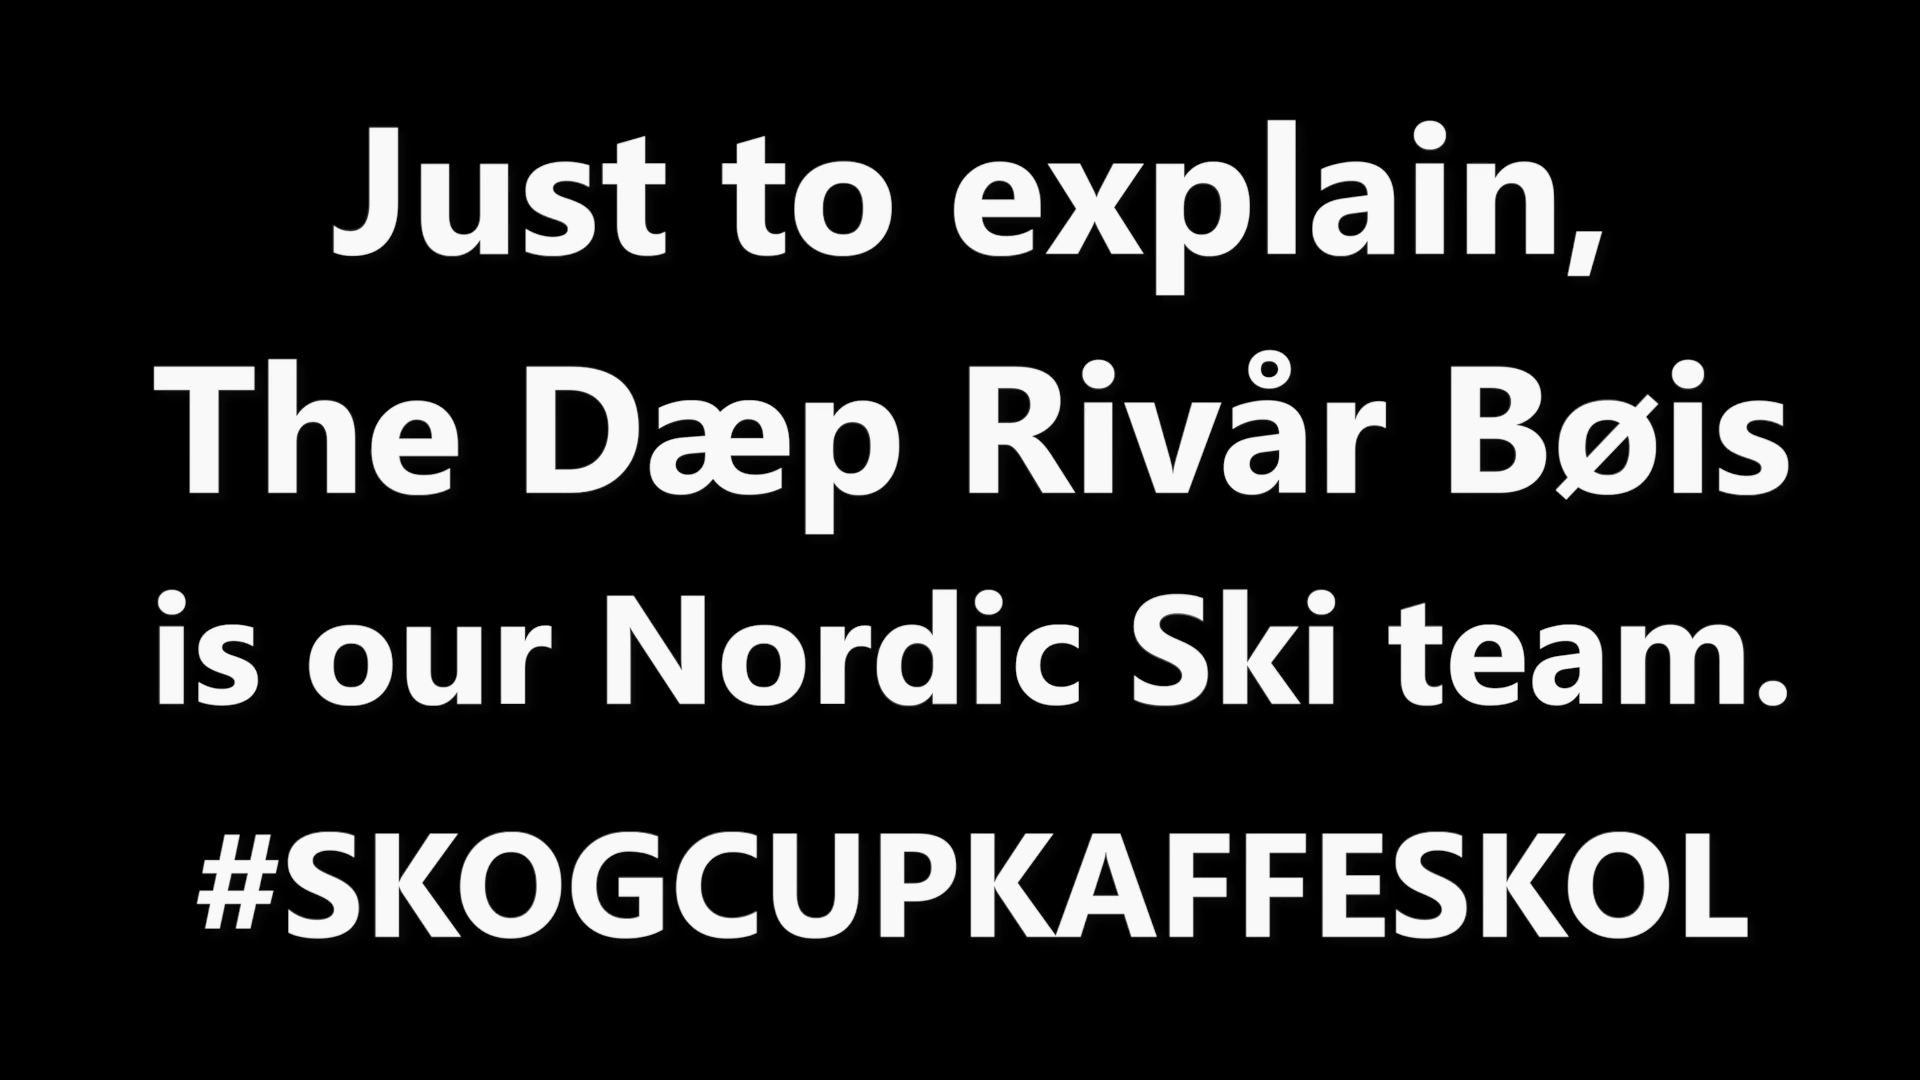 Just to explain,
The Dæp Rivår Bøis
is our Nordic Ski team.
#SKOGCUPKAFFESKOL